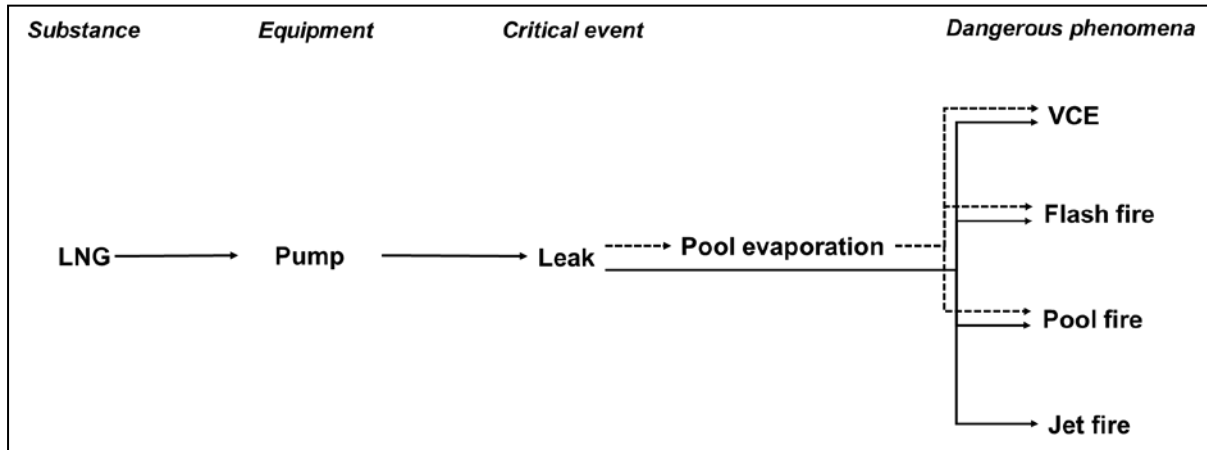 Substance Equipment Critical event Dangerous phenomena
VCE
Flash fire
LNG Pump Leak Pool evaporation
Pool fire
Jet fire